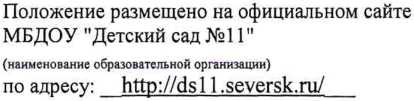 Положение размещено на официальном сайте
МБДОУ "Детский сад №11"
(наименование образовательной организации)
по адресу: http://ds11.seversk.ru/